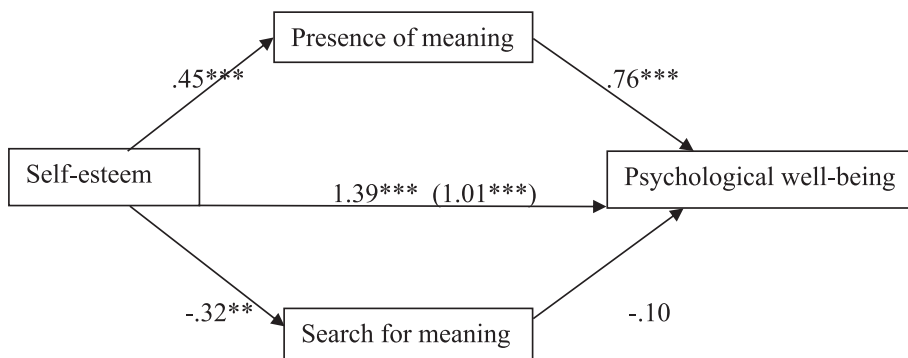 Presence of meaning
.45***
.76***
Self-esteem
Psychological well-being
1.39*** (1.01***)
-.32**
-.10
Search for meaning